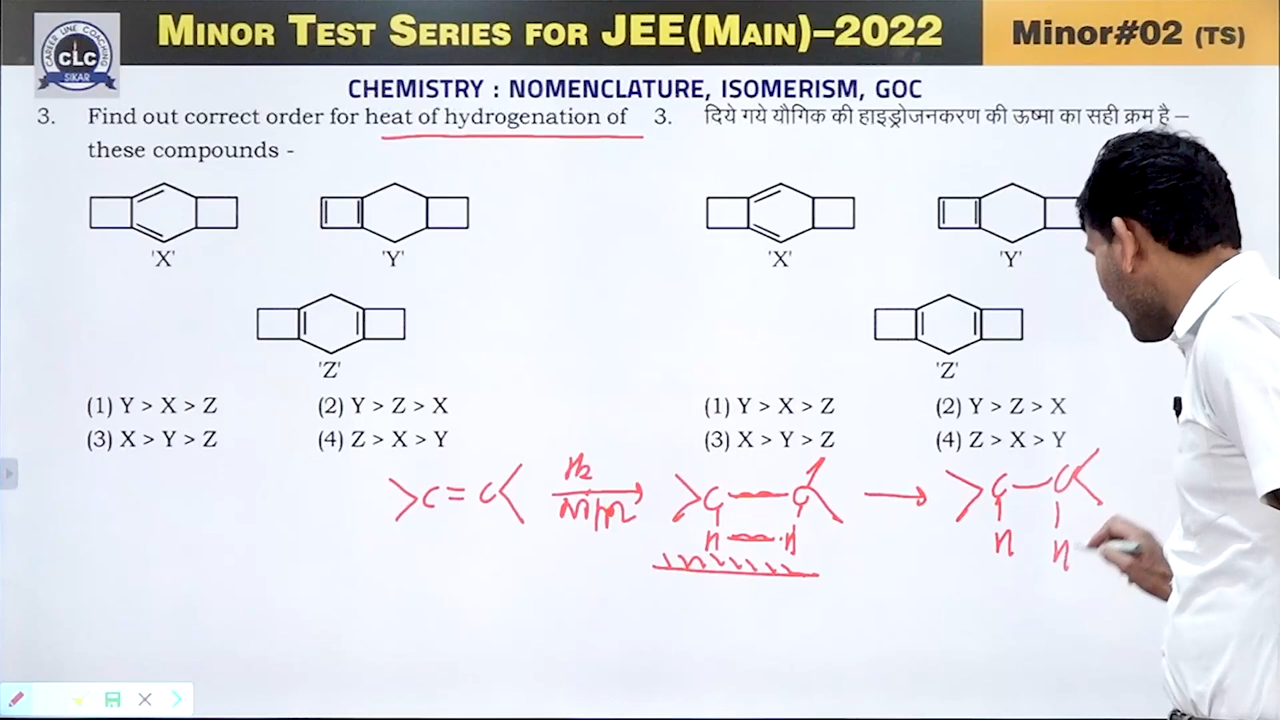 CAREER LINE COACHING
CLC
SIKAR
MINOR TEST SERIES FOR JEE(MAIN)–2022
Minor#02 (TS)
CHEMISTRY : NOMENCLATURE, ISOMERISM, GOC
3. Find out correct order for heat of hydrogenation of
these compounds -
'X' 'Y'
'Z'
(1) Y > X > Z (2) Y > Z > X
(3) X > Y > Z (4) Z > X > Y
3. दिये गये यौगिक की हाइड्रोजनकरण की ऊष्मा का सही क्रम है –
'X' 'Y'
'Z'
(1) Y > X > Z (2) Y > Z > X
(3) X > Y > Z (4) Z > X > Y
H2
>C=C< C C C–C
H H H H